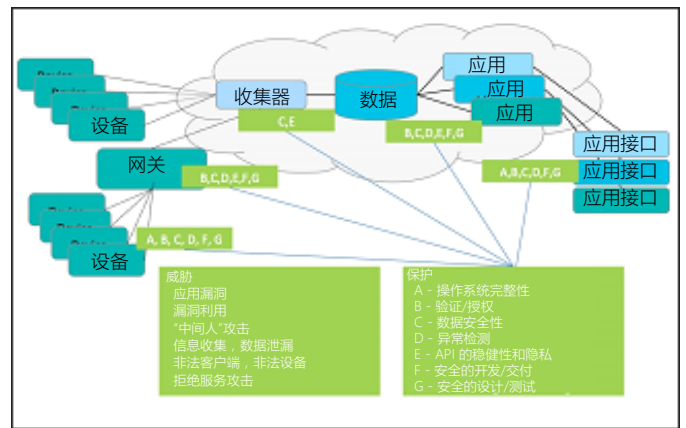 应用
应用
应用
收集器
数据
设备
C,E
B,C,D,E,F,G
应用接口
应用接口
应用接口
网关
B,C,D,E,F,G
A,B,C,D,F,G
A, B, C, D, F, G
设备
威胁
应用漏洞
漏洞利用
“中间人”攻击
信息收集，数据泄漏
非法客户端，非法设备
拒绝服务攻击
保护
A - 操作系统完整性
B - 验证/授权
C - 数据安全性
D - 异常检测
E - API 的稳健性和隐私
F - 安全的开发/交付
G - 安全的设计/测试